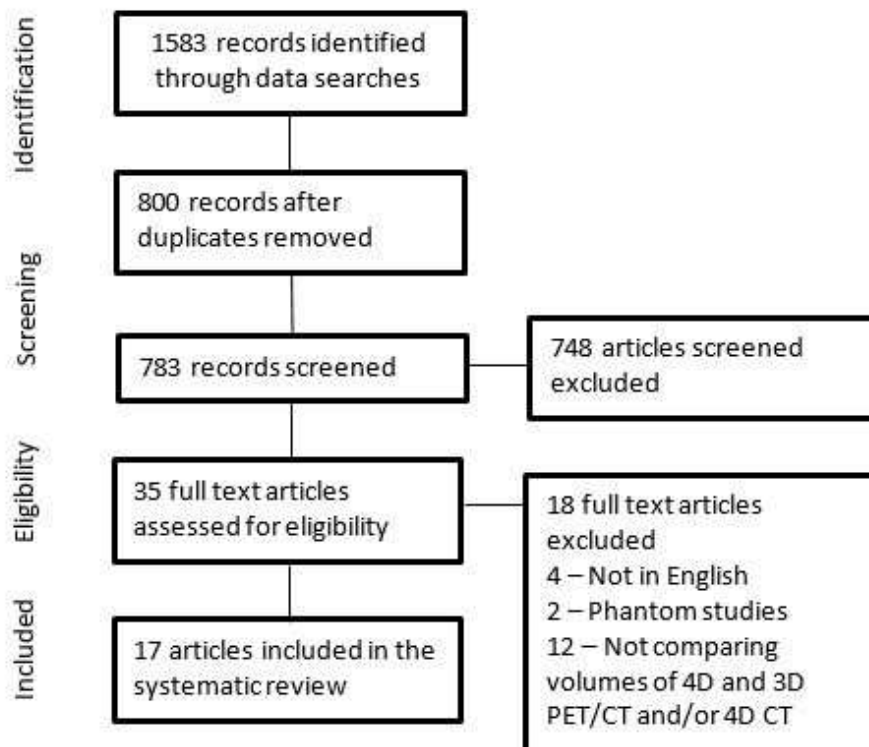 Identification
1583 records identified
through data searches
800 records after
duplicates removed
Screening
783 records screened
748 articles screened
excluded
Eligibility
35 full text articles
assessed for eligibility
18 full text articles
excluded
4 – Not in English
2 – Phantom studies
12 – Not comparing
volumes of 4D and 3D
PET/CT and/or 4D CT
Included
17 articles included in the
systematic review